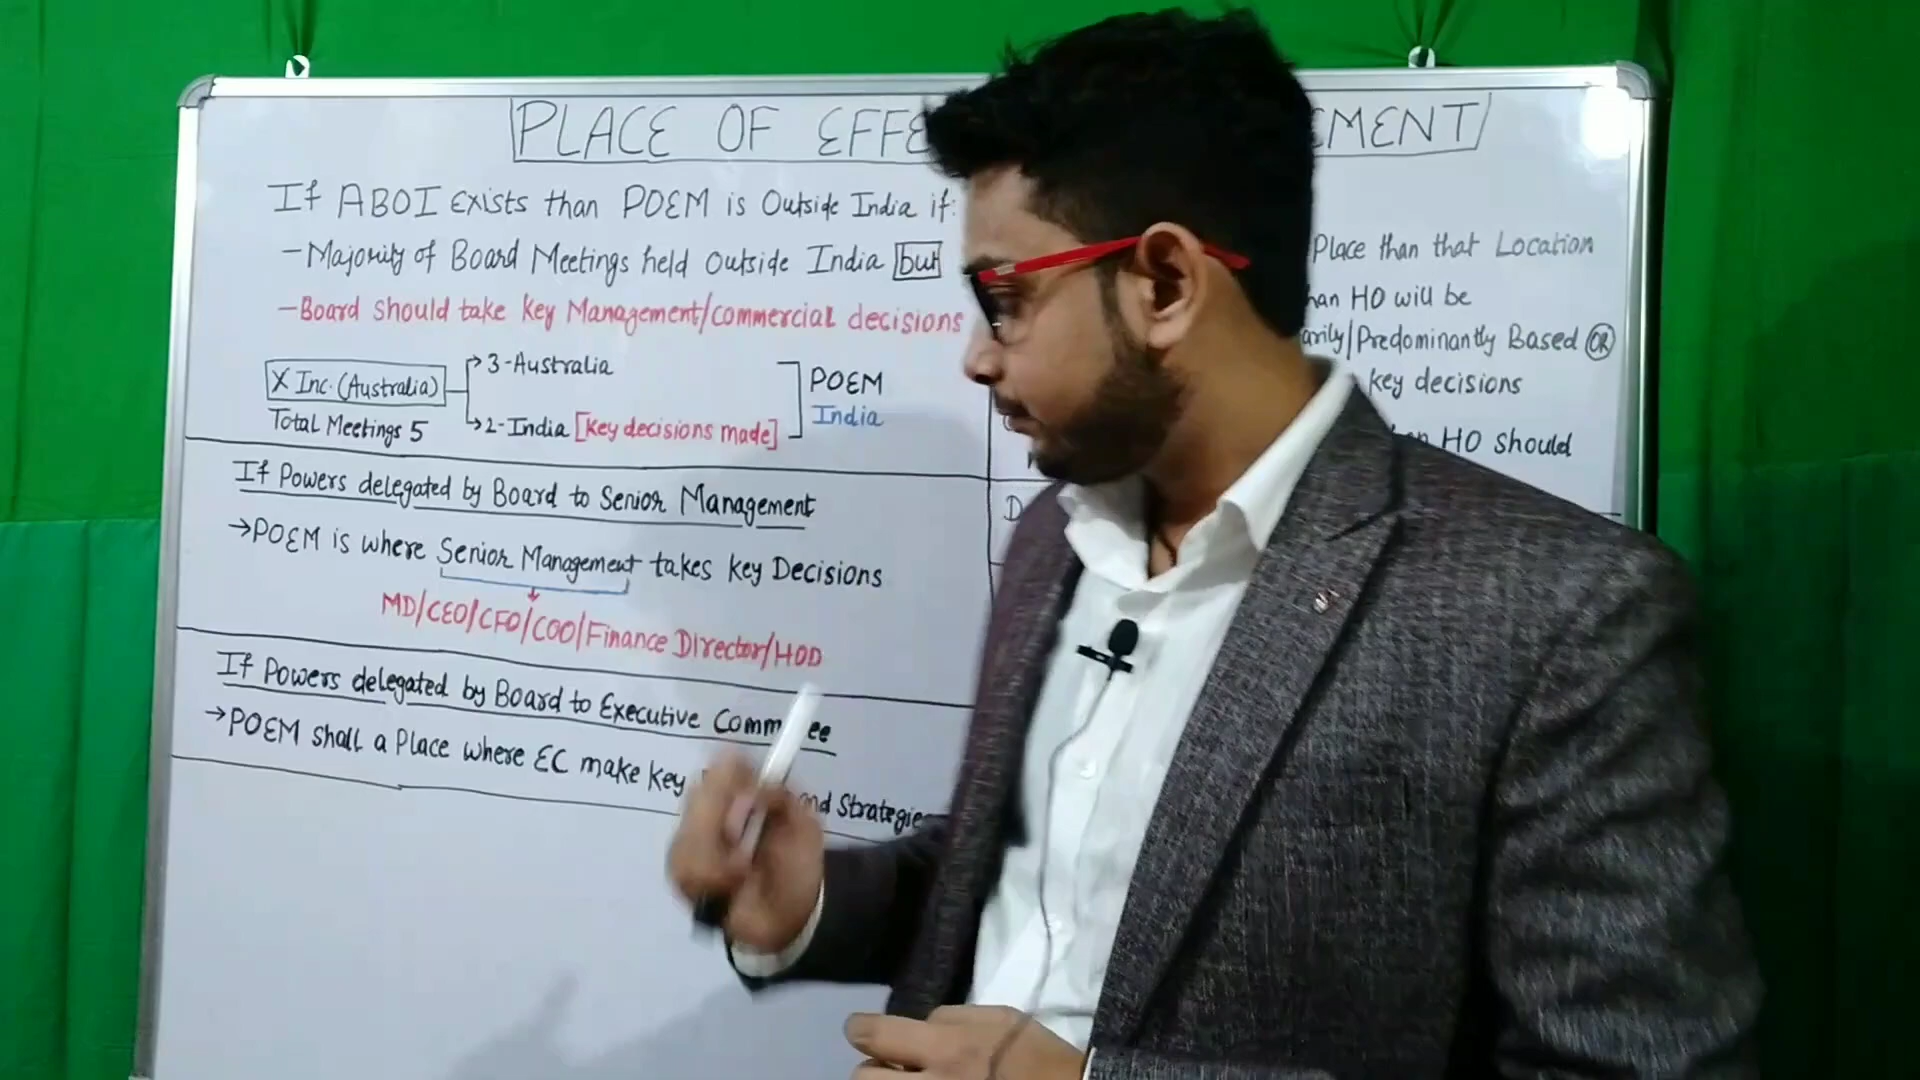 PLACE OF EFFE EMENT
If ABOI Exists than POEM is Outside India if:
- Majority of Board Meetings held Outside India but
- Board should take key Management/commercial decisions
X Inc. (Australia)
Total Meetings 5
3-Australia
2-India [key decisions made]
POEM
India
If Powers delegated by Board to Senior Management
→ POEM is where Senior Management takes key Decisions
MD/CEO/CFO/COO/Finance Director/HOD
If Powers delegated by Board to Executive Comm ee
→ POEM shall a Place where EC make key and Strategie
Place than that Location
han HO will be
arily/Predominantly Based OR
key decisions
HO should